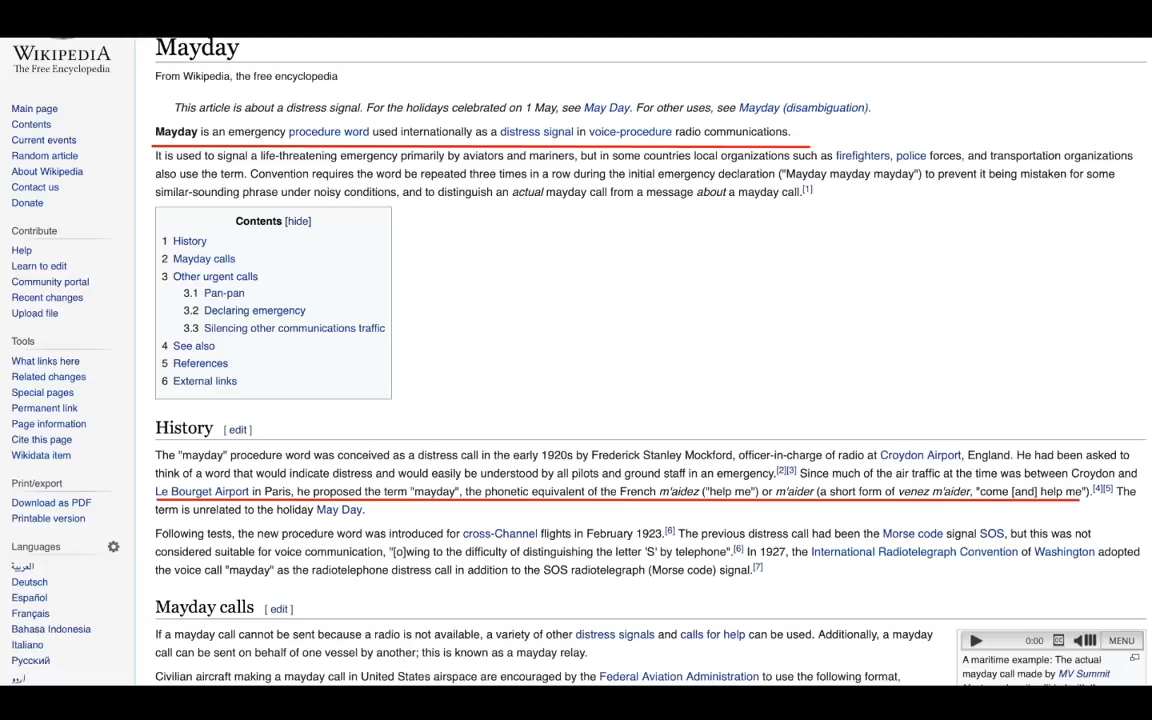 WIKIPEDIA
The Free Encyclopedia
Main page
Contents
Current events
Random article
About Wikipedia
Contact us
Donate
Contribute
Help
Learn to edit
Community portal
Recent changes
Upload file
Tools
What links here
Related changes
Special pages
Permanent link
Page information
Cite this page
Wikidata item
Print/export
Download as PDF
Printable version
Languages
العربية
Deutsch
Español
Français
Bahasa Indonesia
Italiano
Русский
اردو
Mayday
From Wikipedia, the free encyclopedia
This article is about a distress signal. For the holidays celebrated on 1 May, see May Day. For other uses, see Mayday (disambiguation).
Mayday is an emergency procedure word used internationally as a distress signal in voice-procedure radio communications.
It is used to signal a life-threatening emergency primarily by aviators and mariners, but in some countries local organizations such as firefighters, police forces, and transportation organizations
also use the term. Convention requires the word be repeated three times in a row during the initial emergency declaration ("Mayday mayday mayday") to prevent it being mistaken for some
similar-sounding phrase under noisy conditions, and to distinguish an actual mayday call from a message about a mayday call.[1]
Contents [hide]
1 History
2 Mayday calls
3 Other urgent calls
3.1 Pan-pan
3.2 Declaring emergency
3.3 Silencing other communications traffic
4 See also
5 References
6 External links
History [ edit ]
The "mayday" procedure word was conceived as a distress call in the early 1920s by Frederick Stanley Mockford, officer-in-charge of radio at Croydon Airport, England. He had been asked to
think of a word that would indicate distress and would easily be understood by all pilots and ground staff in an emergency.[2][3] Since much of the air traffic at the time was between Croydon and
Le Bourget Airport in Paris, he proposed the term "mayday", the phonetic equivalent of the French m'aidez ("help me") or m'aider (a short form of venez m'aider, "come [and] help me").[4][5] The
term is unrelated to the holiday May Day.
Following tests, the new procedure word was introduced for cross-Channel flights in February 1923.[6] The previous distress call had been the Morse code signal SOS, but this was not
considered suitable for voice communication, "[o]wing to the difficulty of distinguishing the letter 'S' by telephone".[6] In 1927, the International Radiotelegraph Convention of Washington adopted
the voice call "mayday" as the radiotelephone distress call in addition to the SOS radiotelegraph (Morse code) signal.[7]
Mayday calls [ edit ]
If a mayday call cannot be sent because a radio is not available, a variety of other distress signals and calls for help can be used. Additionally, a mayday
call can be sent on behalf of one vessel by another; this is known as a mayday relay.
Civilian aircraft making a mayday call in United States airspace are encouraged by the Federal Aviation Administration to use the following format,
0:00 CC MENU
A maritime example: The actual
mayday call made by MV Summit